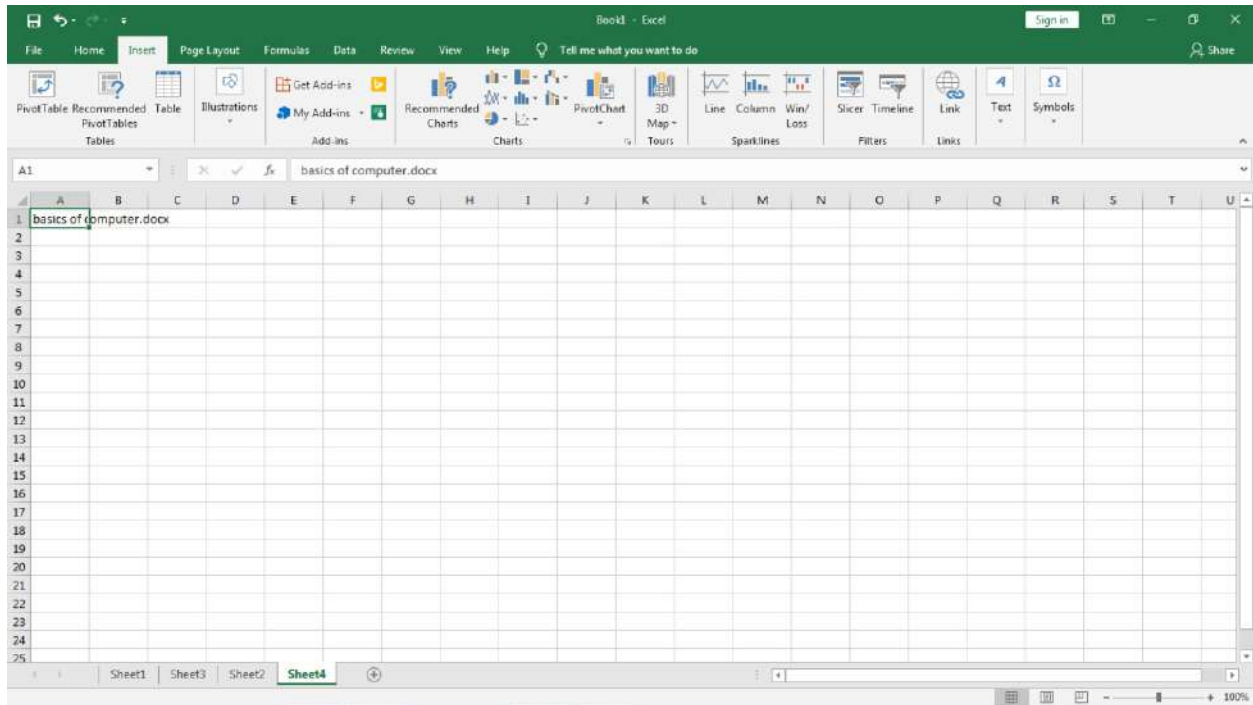 Book1 - Excel
Sign in
File Home Insert Page Layout Formulas Data Review View Help Tell me what you want to do
Share
PivotTable Recommended PivotTables Table
Illustrations
Get Add-ins
My Add-ins
Recommended Charts
PivotChart
3D Map
Line Column Win/Loss
Slicer Timeline
Link
Text
Symbols
Tables Add-ins Charts Tours Sparklines Filters Links
A1 fx basics of computer.docx
A B C D E F G H I J K L M N O P Q R S T U
1 basics of computer.docx
2
3
4
5
6
7
8
9
10
11
12
13
14
15
16
17
18
19
20
21
22
23
24
25
Sheet1 Sheet3 Sheet2 Sheet4
100%